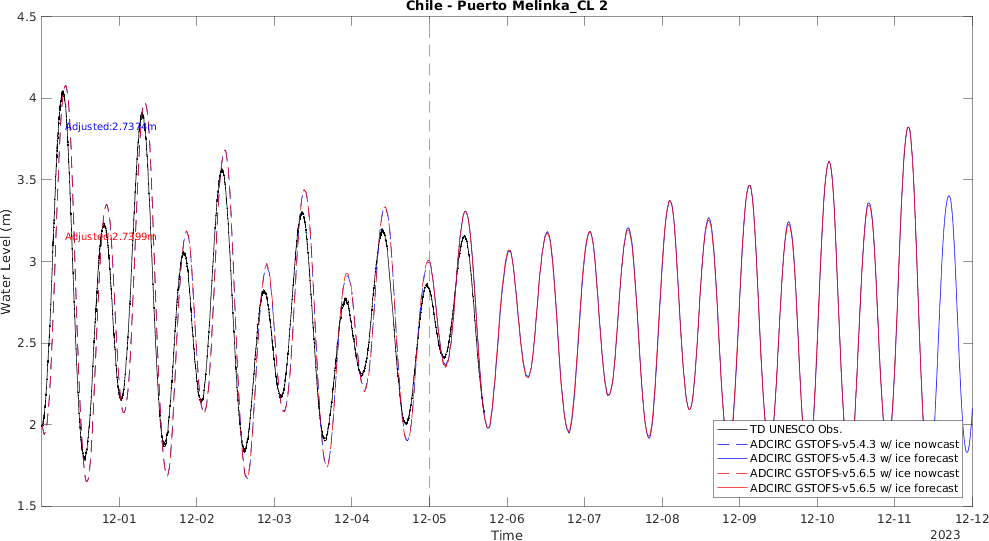 Chile - Puerto Melinka_CL 2
4.5
4
3.5
3
2.5
2
1.5
Water Level (m)
Adjusted:2.7374m
Adjusted:2.7399m
TD UNESCO Obs.
ADCIRC GSTOFS-v5.4.3 w/ ice nowcast
ADCIRC GSTOFS-v5.4.3 w/ ice forecast
ADCIRC GSTOFS-v5.6.5 w/ ice nowcast
ADCIRC GSTOFS-v5.6.5 w/ ice forecast
12-01 12-02 12-03 12-04 12-05 12-06 12-07 12-08 12-09 12-10 12-11 12-12
Time
2023